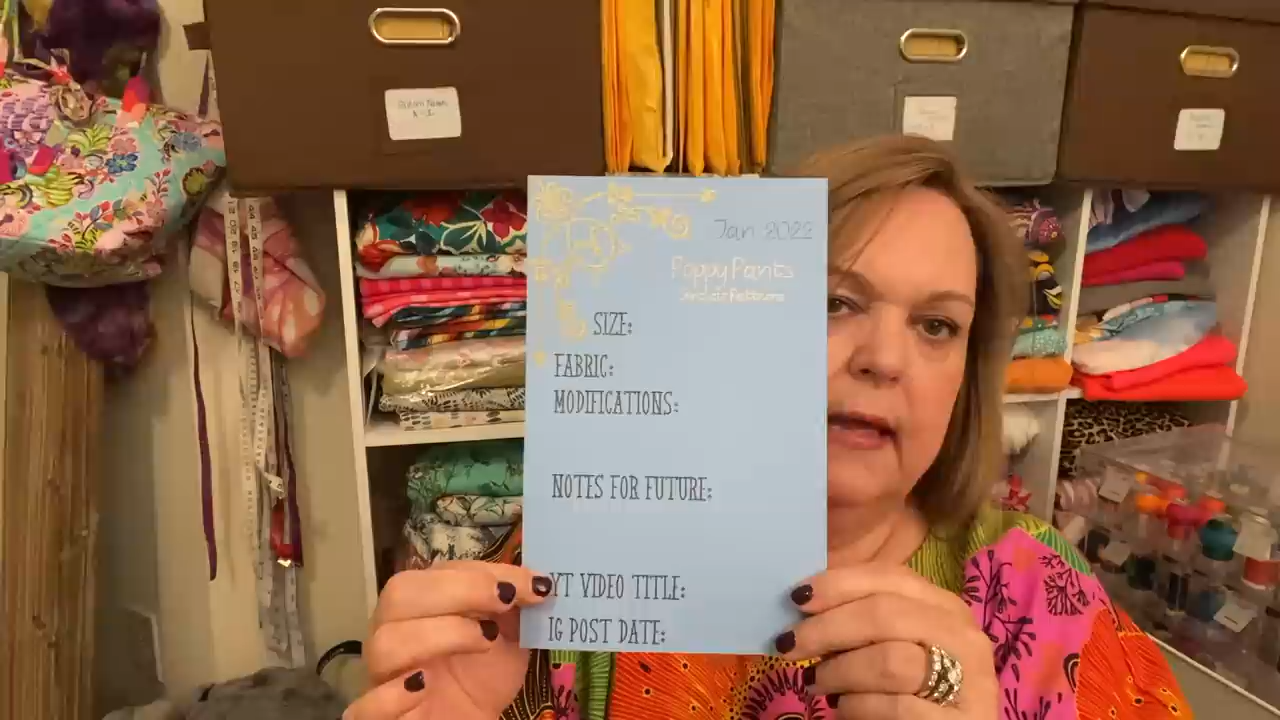 Jan 2022
Poppy Pants
SIZE:
FABRIC:
MODIFICATIONS:
NOTES FOR FUTURE:
YT VIDEO TITLE:
IG POST DATE: